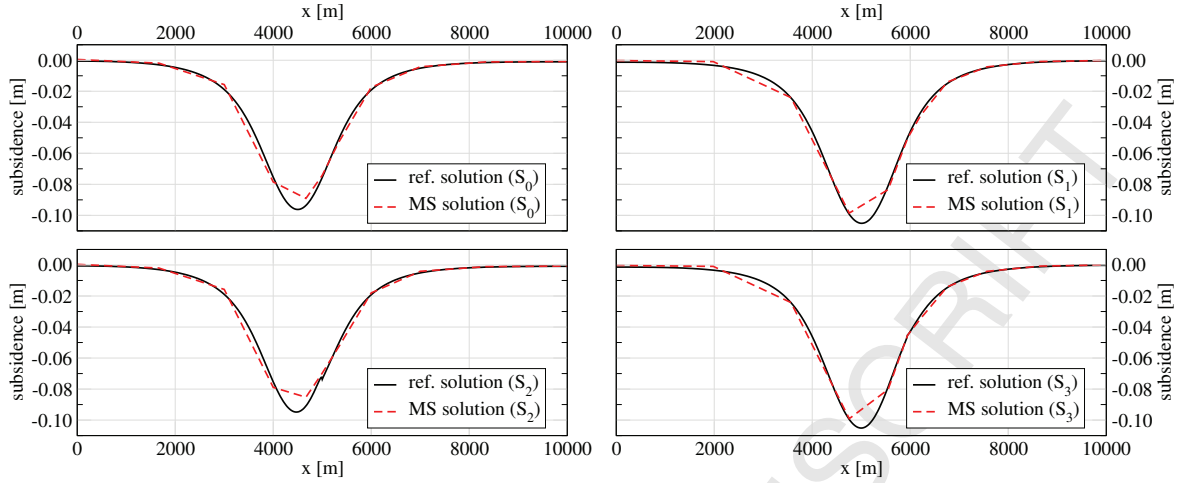 x [m]
x [m]
0 2000 4000 6000 8000 10000
0 2000 4000 6000 8000 10000
0.00
-0.02
-0.04
-0.06
-0.08
-0.10
subsidence [m]
ref. solution (S0)
MS solution (S0)
0.00
-0.02
-0.04
-0.06
-0.08
-0.10
subsidence [m]
ref. solution (S1)
MS solution (S1)
0.00
-0.02
-0.04
-0.06
-0.08
-0.10
subsidence [m]
ref. solution (S2)
MS solution (S2)
0.00
-0.02
-0.04
-0.06
-0.08
-0.10
subsidence [m]
ref. solution (S3)
MS solution (S3)
0 2000 4000 6000 8000 10000
0 2000 4000 6000 8000 10000
x [m]
x [m]